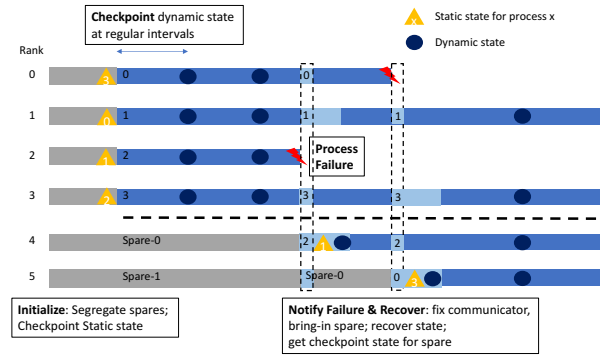 Checkpoint dynamic state
at regular intervals
x Static state for process x
Dynamic state
Rank
0 3 0 0
1 0 1 1 1
2 1 2
Process
Failure
3 2 3 3 3
4 Spare-0 2 1 2
5 Spare-1 Spare-0 0 3
Initialize: Segregate spares;
Checkpoint Static state
Notify Failure & Recover: fix communicator,
bring-in spare; recover state;
get checkpoint state for spare